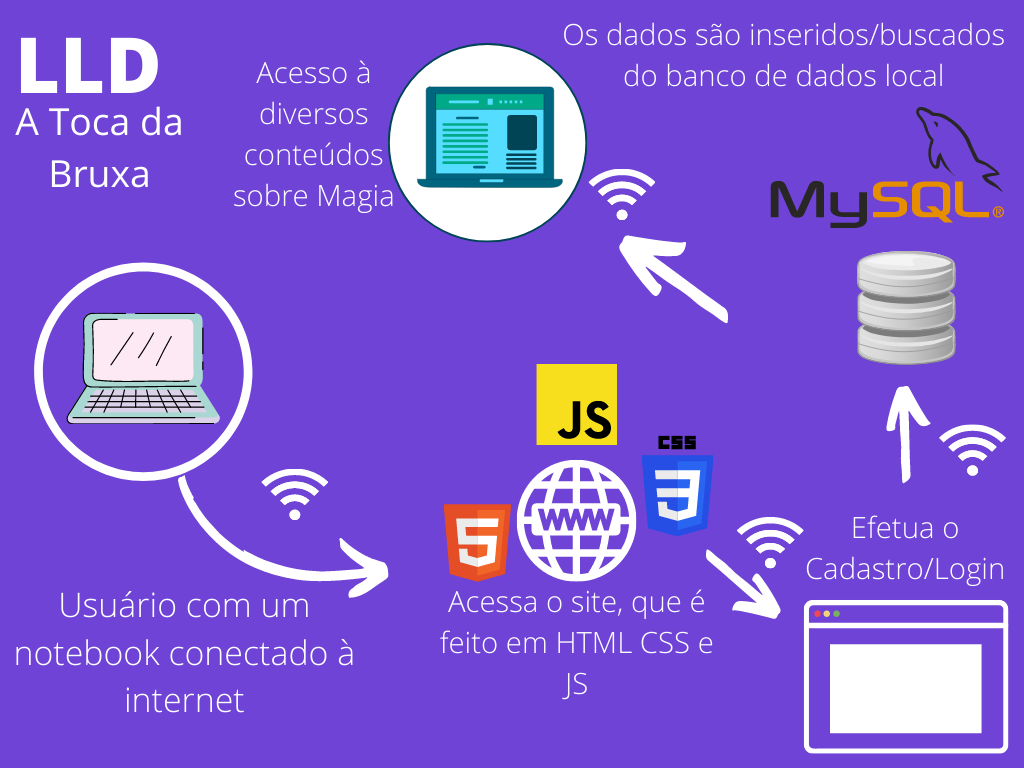 LLD
A Toca da
Bruxa
Acesso à
diversos
conteúdos
sobre Magia
Os dados são inseridos/buscados
do banco de dados local
MySQL®
JS
CSS
5
3
WWW
Usuário com um
notebook conectado à
internet
Acessa o site, que é
feito em HTML CSS e
JS
Efetua o
Cadastro/Login